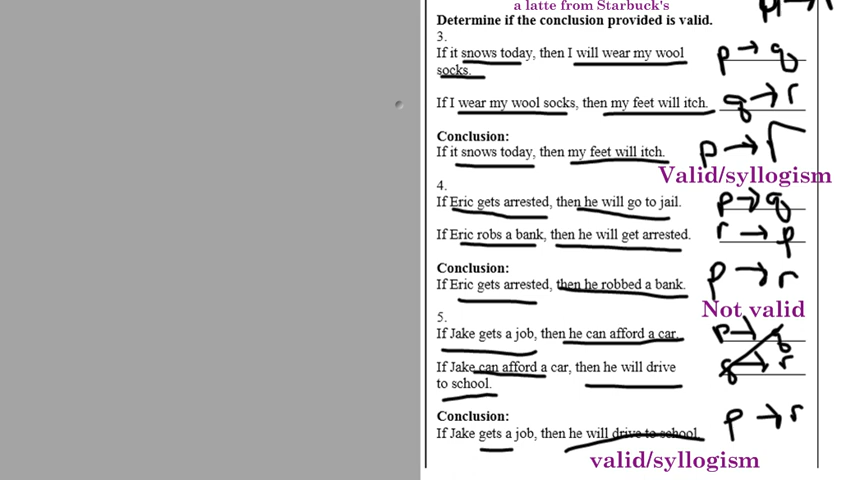 a latte from Starbuck's
Determine if the conclusion provided is valid.
3.
If it snows today, then I will wear my wool p → q
socks.
If I wear my wool socks, then my feet will itch. q → r
Conclusion:
If it snows today, then my feet will itch. p → r
Valid/syllogism
4.
If Eric gets arrested, then he will go to jail. p → q
If Eric robs a bank, then he will get arrested. r → p
Conclusion:
If Eric gets arrested, then he robbed a bank. p → r
Not valid
5.
If Jake gets a job, then he can afford a car. p → q
If Jake can afford a car, then he will drive q → r
to school.
Conclusion:
If Jake gets a job, then he will drive to school. p → r
valid/syllogism